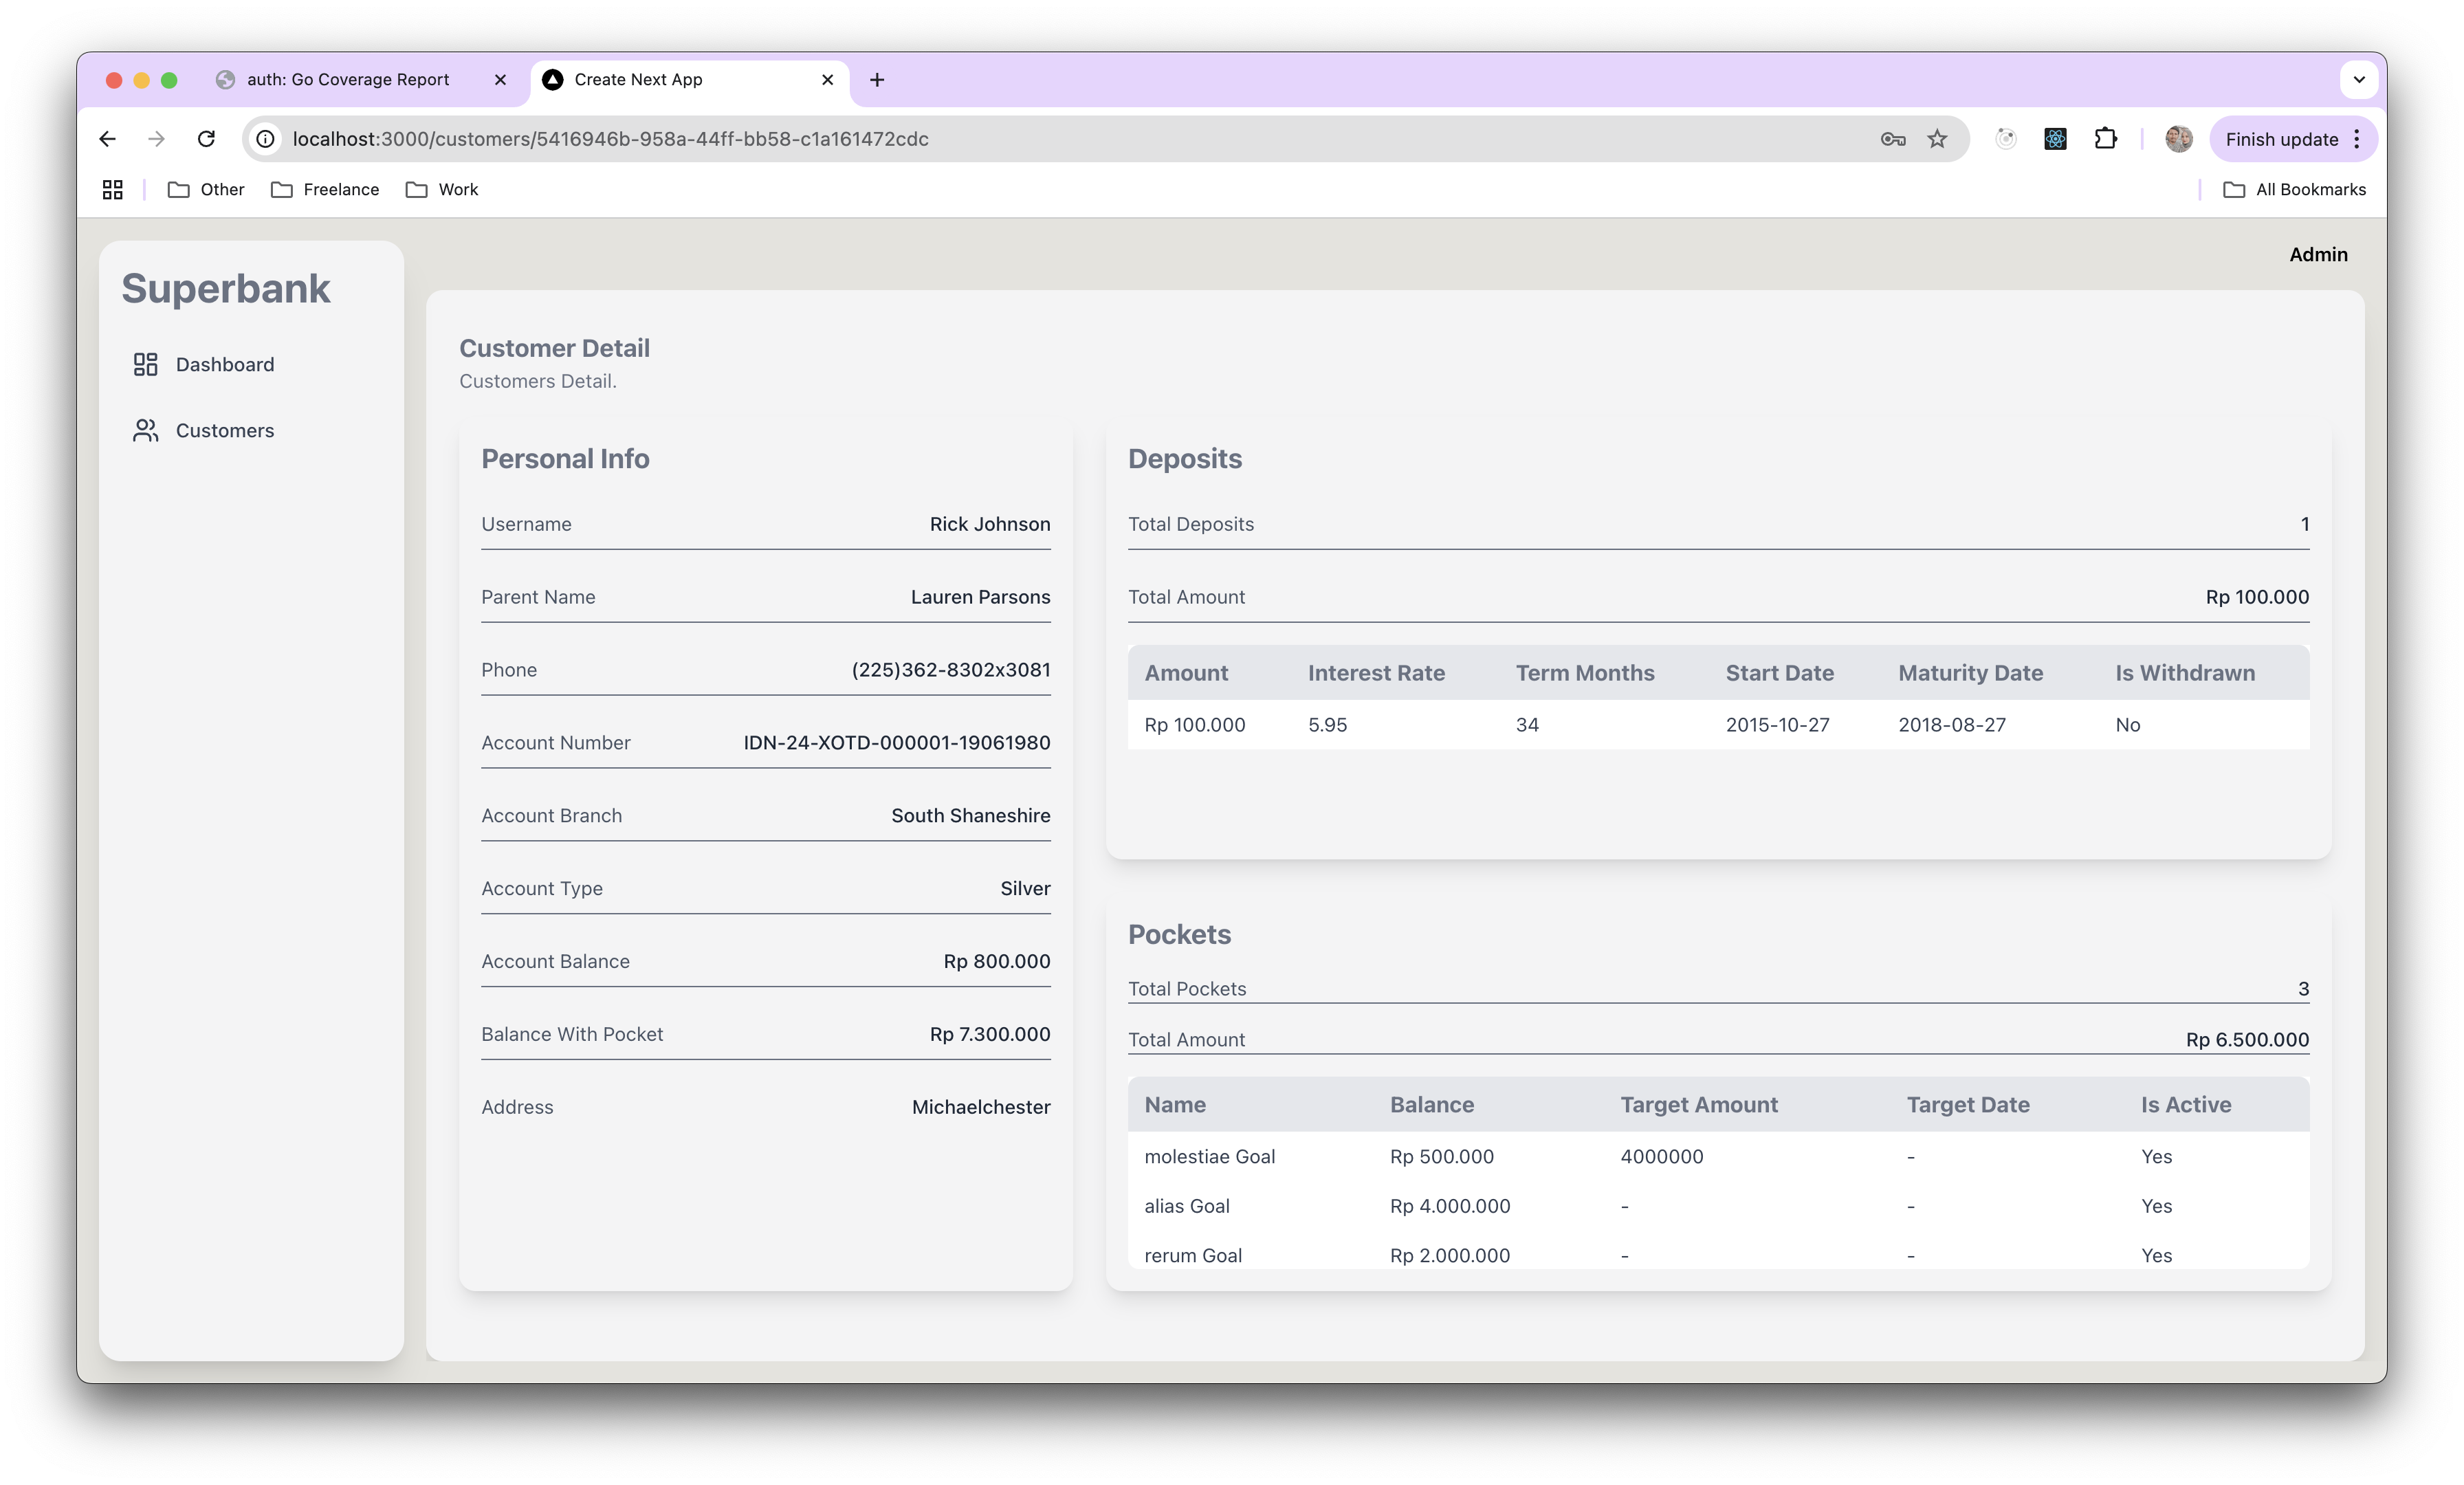 auth: Go Coverage Report
Create Next App
localhost:3000/customers/5416946b-958a-44ff-bb58-c1a161472cdc
Finish update
Other Freelance Work All Bookmarks
Admin
Superbank
Dashboard
Customers
Customer Detail
Customers Detail.
Personal Info
Username Rick Johnson
Parent Name Lauren Parsons
Phone (225)362-8302x3081
Account Number IDN-24-XOTD-000001-19061980
Account Branch South Shaneshire
Account Type Silver
Account Balance Rp 800.000
Balance With Pocket Rp 7.300.000
Address Michaelchester
Deposits
Total Deposits 1
Total Amount Rp 100.000
Amount Interest Rate Term Months Start Date Maturity Date Is Withdrawn
Rp 100.000 5.95 34 2015-10-27 2018-08-27 No
Pockets
Total Pockets 3
Total Amount Rp 6.500.000
Name Balance Target Amount Target Date Is Active
molestiae Goal Rp 500.000 4000000 - Yes
alias Goal Rp 4.000.000 - - Yes
rerum Goal Rp 2.000.000 - - Yes